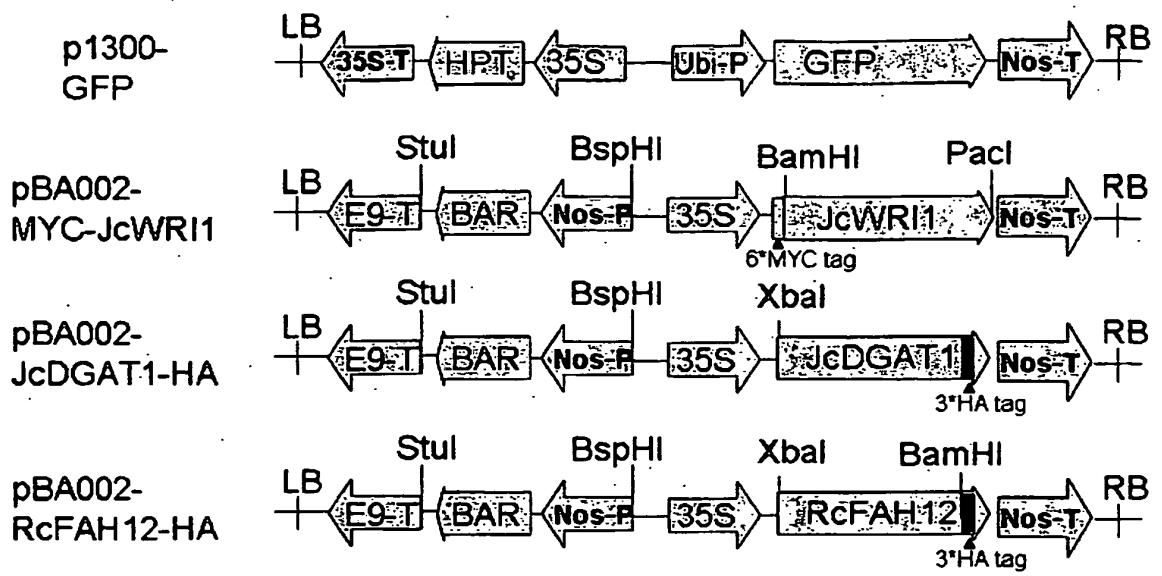 p1300-
GFP
LB
35S-T
HPT
35S
Ubi-P
GFP
Nos-T
RB
pBA002-
MYC-JcWRI1
LB
StuI
BspHI
BamHI
PacI
RB
E9-T
BAR
Nos-P
35S
JcWRI1
Nos-T
6*MYC tag
pBA002-
JcDGAT1-HA
LB
StuI
BspHI
XbaI
RB
E9-T
BAR
Nos-P
35S
JcDGAT1
Nos-T
3*HA tag
pBA002-
RcFAH12-HA
LB
StuI
BspHI
XbaI
BamHI
RB
E9-T
BAR
Nos-P
35S
RcFAH12
Nos-T
3*HA tag